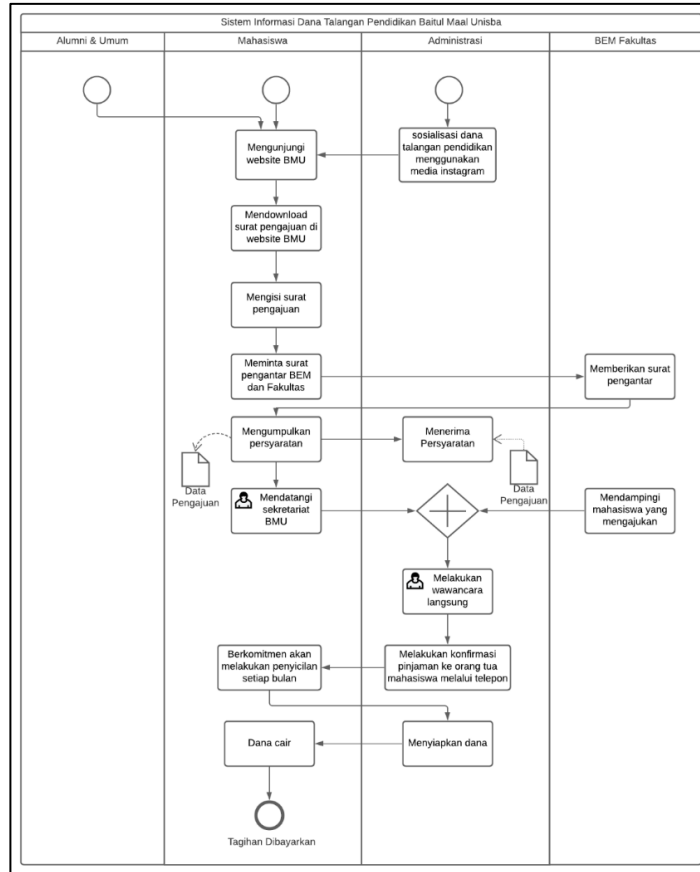 Sistem Informasi Dana Talangan Pendidikan Baitul Maal Unisba
Alumni & Umum
Mahasiswa
Administrasi
BEM Fakultas
Mengunjungi
website BMU
sosialisasi dana
talangan pendidikan
menggunakan
media instagram
Mendownload
surat pengajuan di
website BMU
Mengisi surat
pengajuan
Meminta surat
pengantar BEM
dan Fakultas
Memberikan surat
pengantar
Mengumpulkan
persyaratan
Menerima
Persyaratan
Data
Pengajuan
Data
Pengajuan
Mendatangi
sekretariat
BMU
Mendampingi
mahasiswa yang
mengajukan
Melakukan
wawancara
langsung
Berkomitmen akan
melakukan penyicilan
setiap bulan
Melakukan konfirmasi
pinjaman ke orang tua
mahasiswa melalui telepon
Dana cair
Menyiapkan dana
Tagihan Dibayarkan